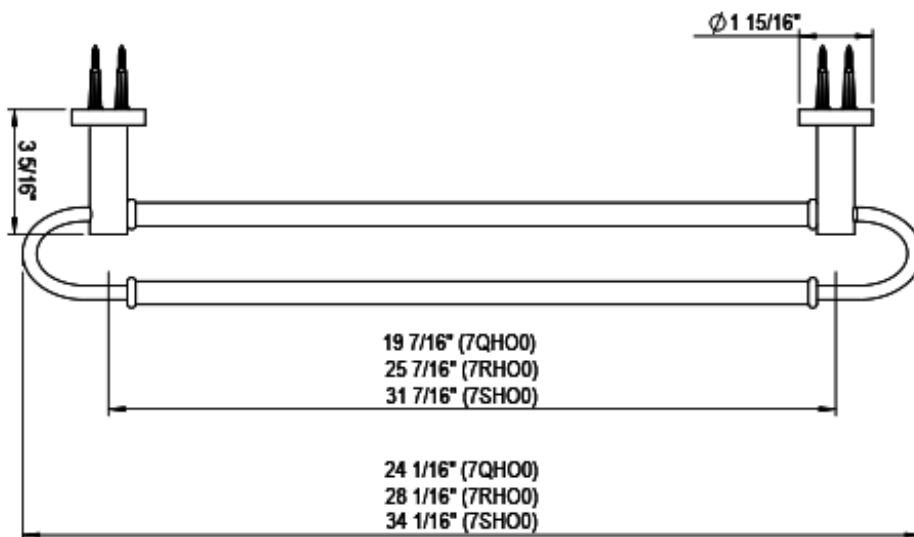 Ø1 15/16"
3 5/16"
19 7/16" (7QHO0)
25 7/16" (7RHO0)
31 7/16" (7SHO0)
24 1/16" (7QHO0)
28 1/16" (7RHO0)
34 1/16" (7SHO0)